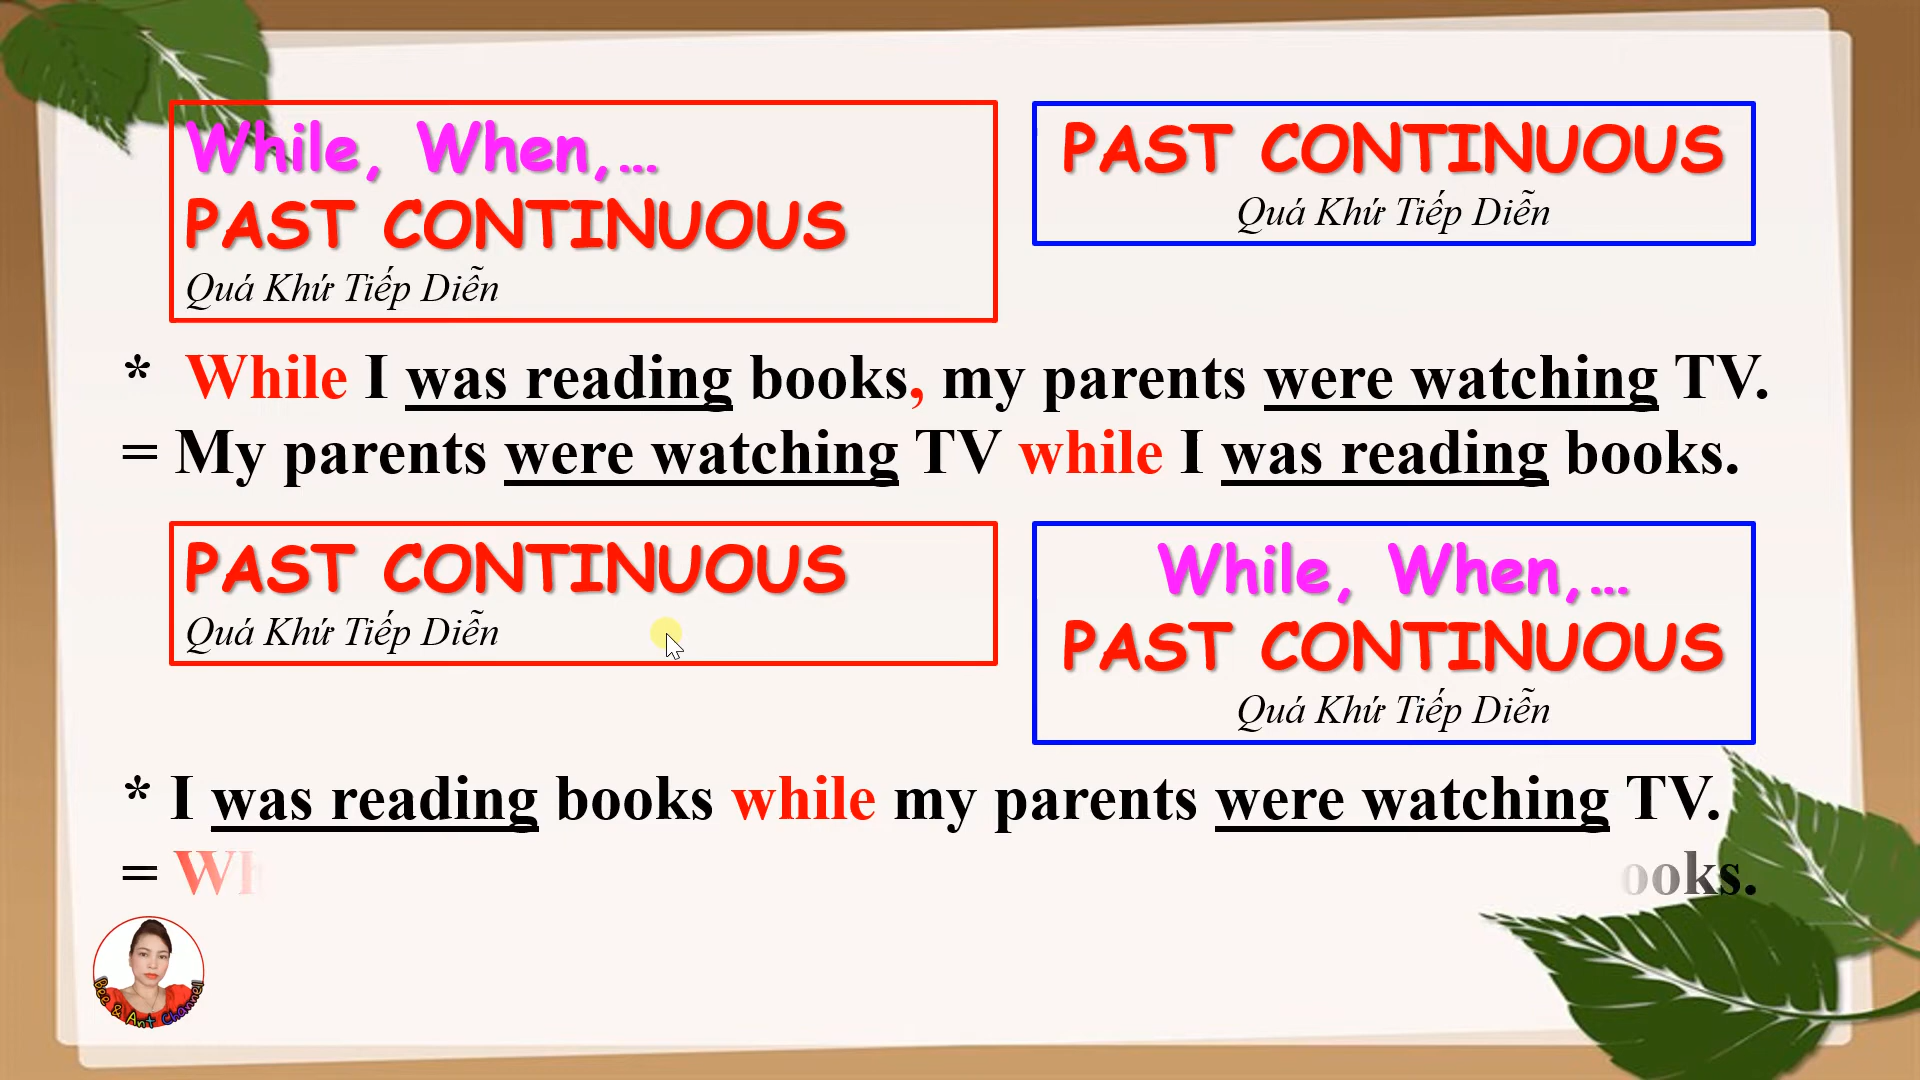 While, When,...
PAST CONTINUOUS
Quá Khứ Tiếp Diễn
PAST CONTINUOUS
Quá Khứ Tiếp Diễn
* While I was reading books, my parents were watching TV.
= My parents were watching TV while I was reading books.
PAST CONTINUOUS
Quá Khứ Tiếp Diễn
While, When,...
PAST CONTINUOUS
Quá Khứ Tiếp Diễn
* I was reading books while my parents were watching TV.
= Wh ooks.
Bee & Ant Channel